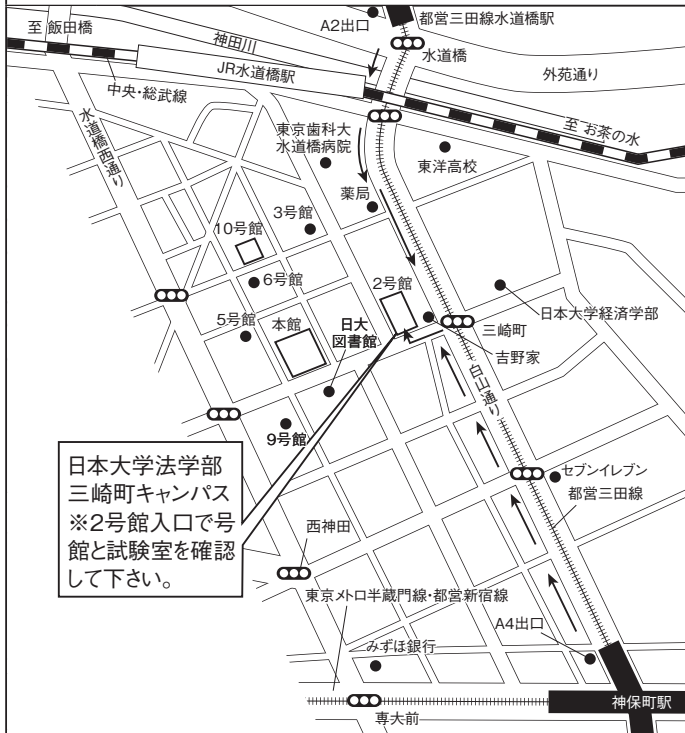 A2出口
都営三田線水道橋駅
至 飯田橋
神田川
水道橋
JR水道橋駅
外苑通り
中央・総武線
水道橋西通り
東京歯科大
水道橋病院
至 お茶の水
東洋高校
薬局
3号館
10号館
6号館
2号館
5号館
本館
日大
図書館
日本大学経済学部
三崎町
吉野家
白山通り
9号館
日本大学法学部
三崎町キャンパス
※2号館入口で号
館と試験室を確認
して下さい。
セブンイレブン
都営三田線
西神田
東京メトロ半蔵門線・都営新宿線
A4出口
みずほ銀行
神保町駅
専大前